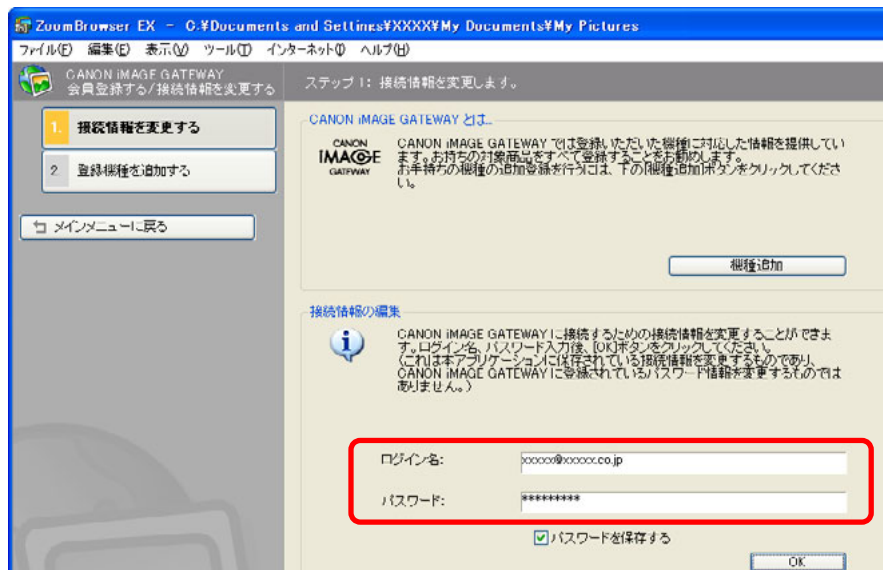 ZoomBrowser EX - C:¥Documents and Settings¥XXXX¥My Documents¥My Pictures
ファイル(F) 編集(E) 表示(V) ツール(T) インターネット(I) ヘルプ(H)
CANON iMAGE GATEWAY
会員登録する/接続情報を変更する
ステップ 1: 接続情報を変更します。
1. 接続情報を変更する
2. 登録機種を追加する
メインメニューに戻る
CANON iMAGE GATEWAY とは...
CANON
iMAGE
GATEWAY
CANON iMAGE GATEWAY では登録いただいた機種に対応した情報を提供してい
ます。お持ちの対象商品をすべて登録することをお勧めします。
お手持ちの機種の追加登録を行うには、下の[機種追加]ボタンをクリックしてくださ
い。
機種追加
接続情報の編集
CANON iMAGE GATEWAY に接続するための接続情報を変更することができま
す。ログイン名、パスワード入力後、[OK]ボタンをクリックしてください。
(これは本アプリケーションに保存されている接続情報を変更するものであり、
CANON iMAGE GATEWAY に登録されているパスワード情報を変更するものでは
ありません。)
ログイン名:
xxxxx@xxxxx.co.jp
パスワード:
*********
パスワードを保存する
OK